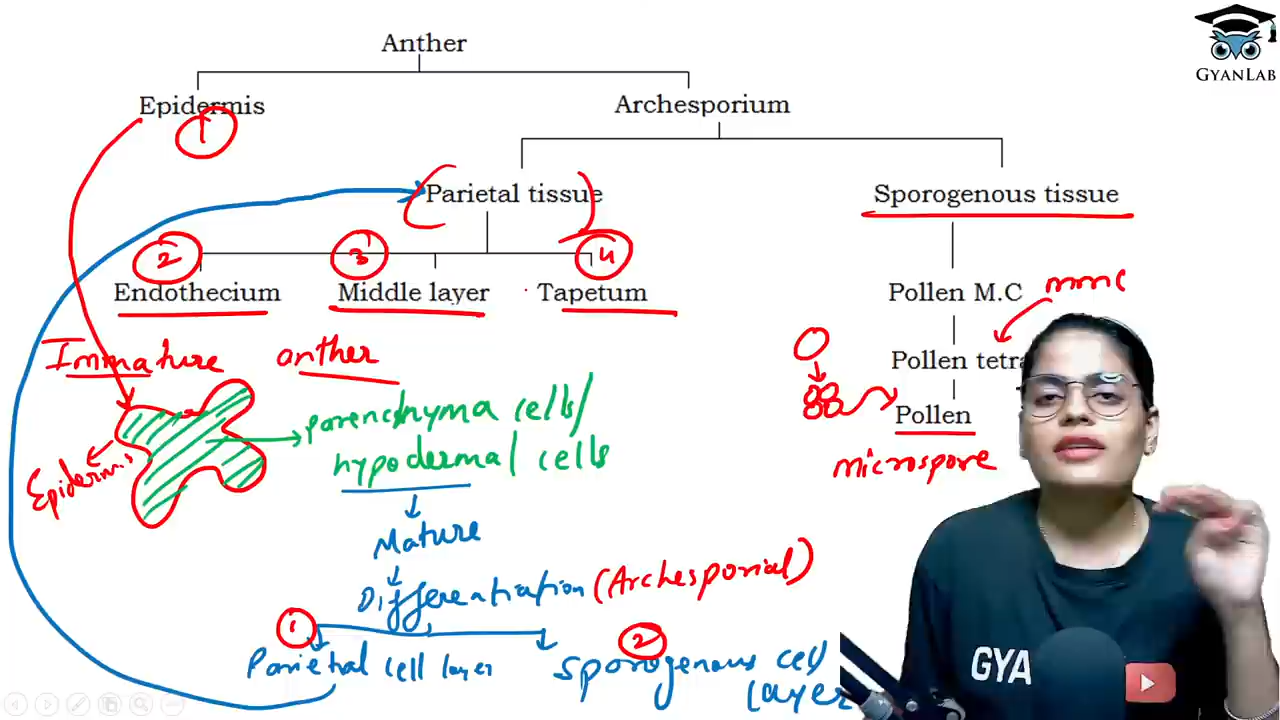 Anther
GYANLAB
Epidermis
Archesporium
1
Parietal tissue
Sporogenous tissue
2
3
4
Endothecium
Middle layer
Tapetum
Pollen M.C
mmc
Immature anther
Pollen tetra
Pollen
microspore
parenchyma cells/
hypodermal cells
Epidermis
Mature
Differentiation (Archesporial)
1
2
Parietal cell layer
Sporogenous cell
layer
GYA